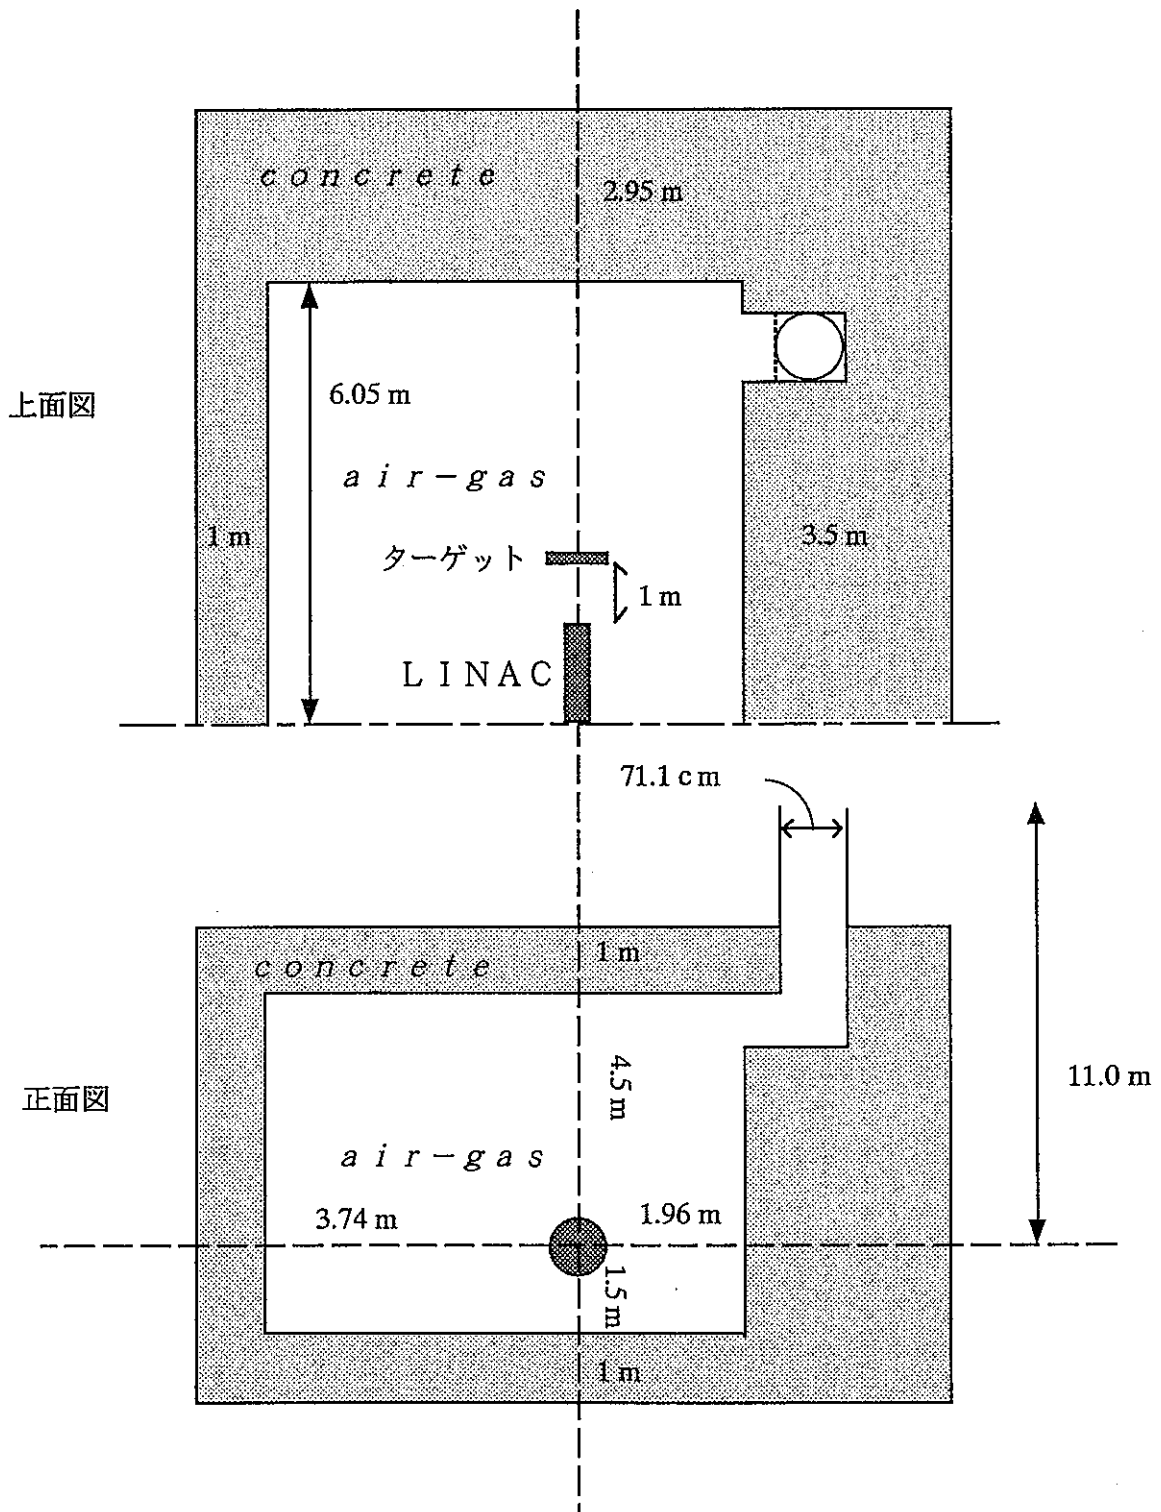 concrete
2.95 m
上面図
6.05 m
air-gas
1 m
ターゲット
3.5 m
1 m
LINAC
71.1 cm
concrete
1 m
4.5 m
11.0 m
正面図
air-gas
3.74 m
1.96 m
1.5 m
1 m